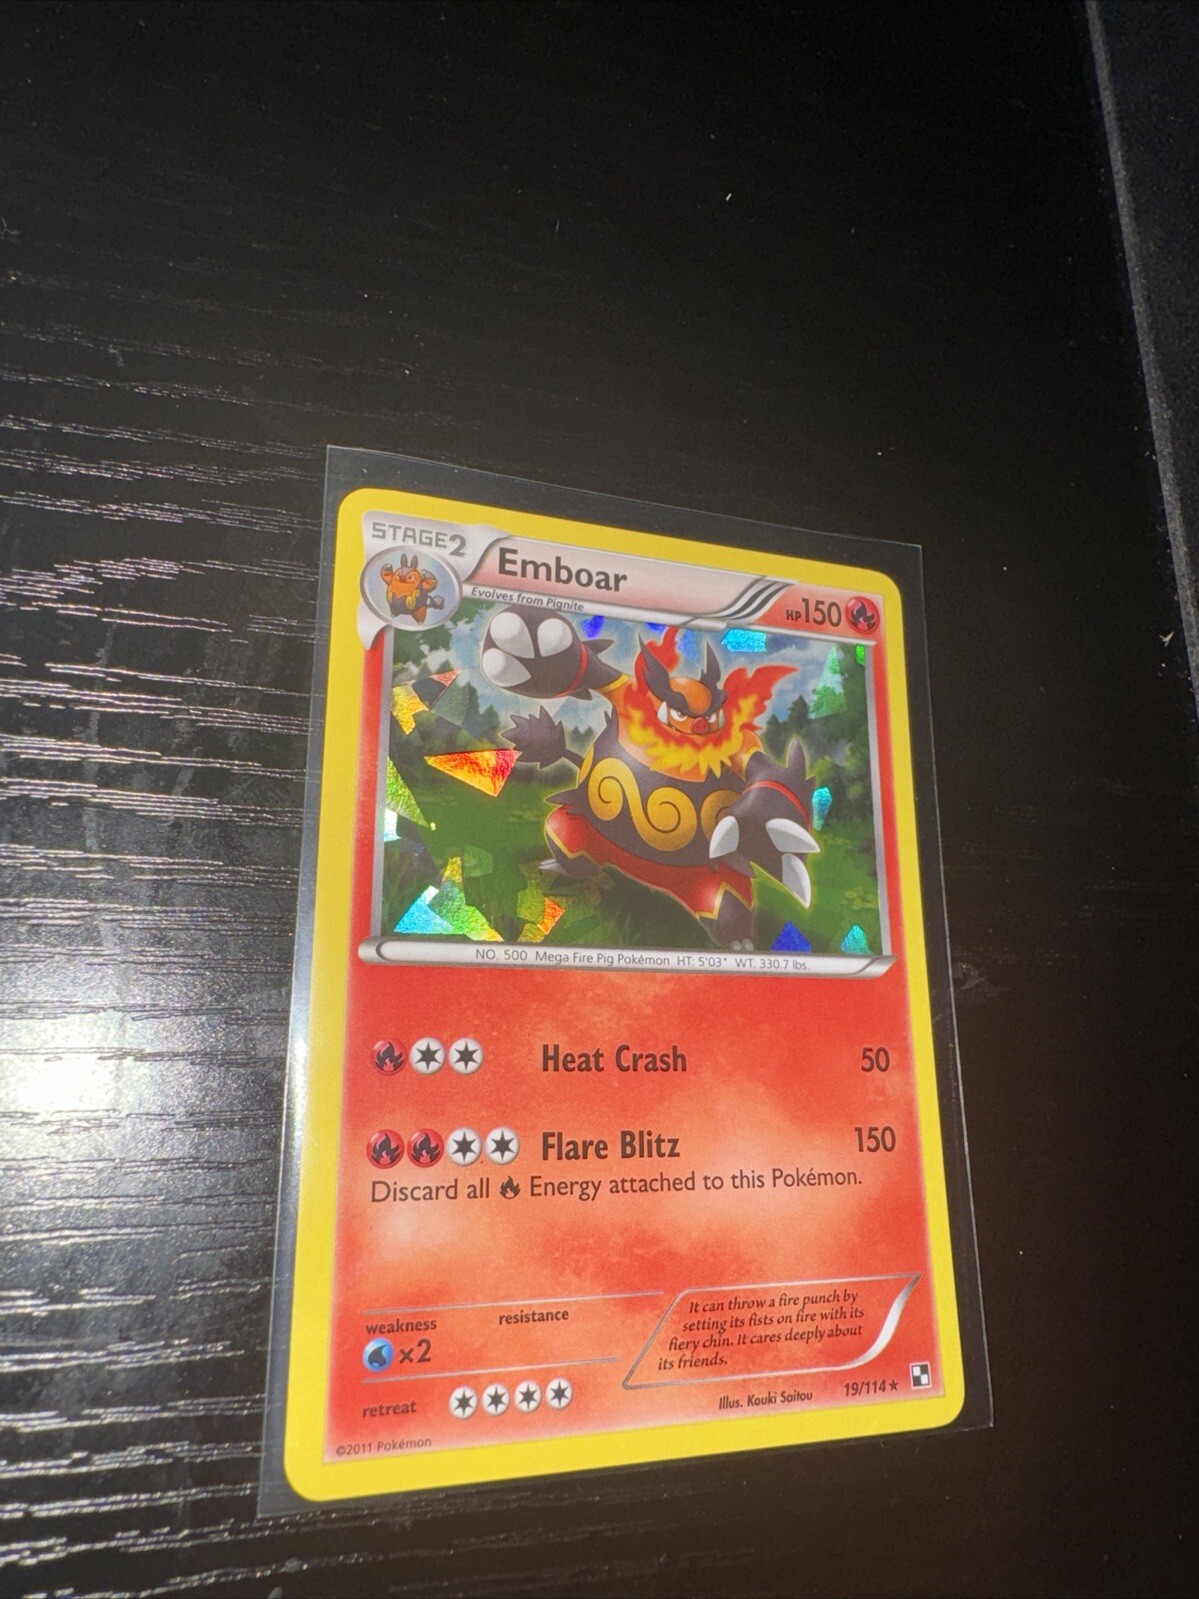 STAGE2
Emboar
HP150
Evolves from Pignite
NO. 500 Mega Fire Pig Pokémon HT: 5'03" WT. 330.7 lbs.
Heat Crash 50
Flare Blitz 150
Discard all Energy attached to this Pokémon.
weakness
resistance
×2
retreat
It can throw a fire punch by
setting its fists on fire with its
fiery chin. It cares deeply about
its friends.
Illus. Kouki Saitou
19/114★
©2011 Pokémon